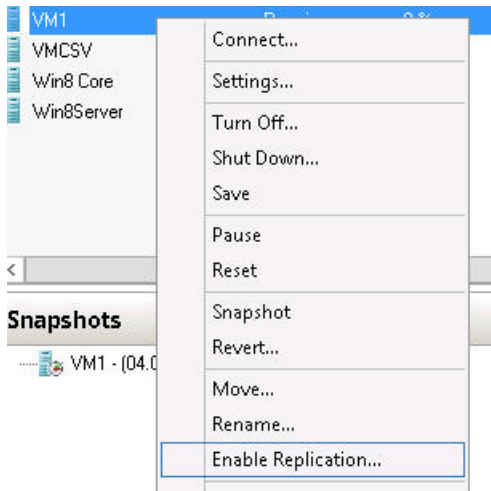 VM1
VMCSV
Win8 Core
Win8Server
Connect...
Settings...
Turn Off...
Shut Down...
Save
Pause
Reset
Snapshot
Revert...
Move...
Rename...
Enable Replication...
Snapshots
VM1 - (04.0